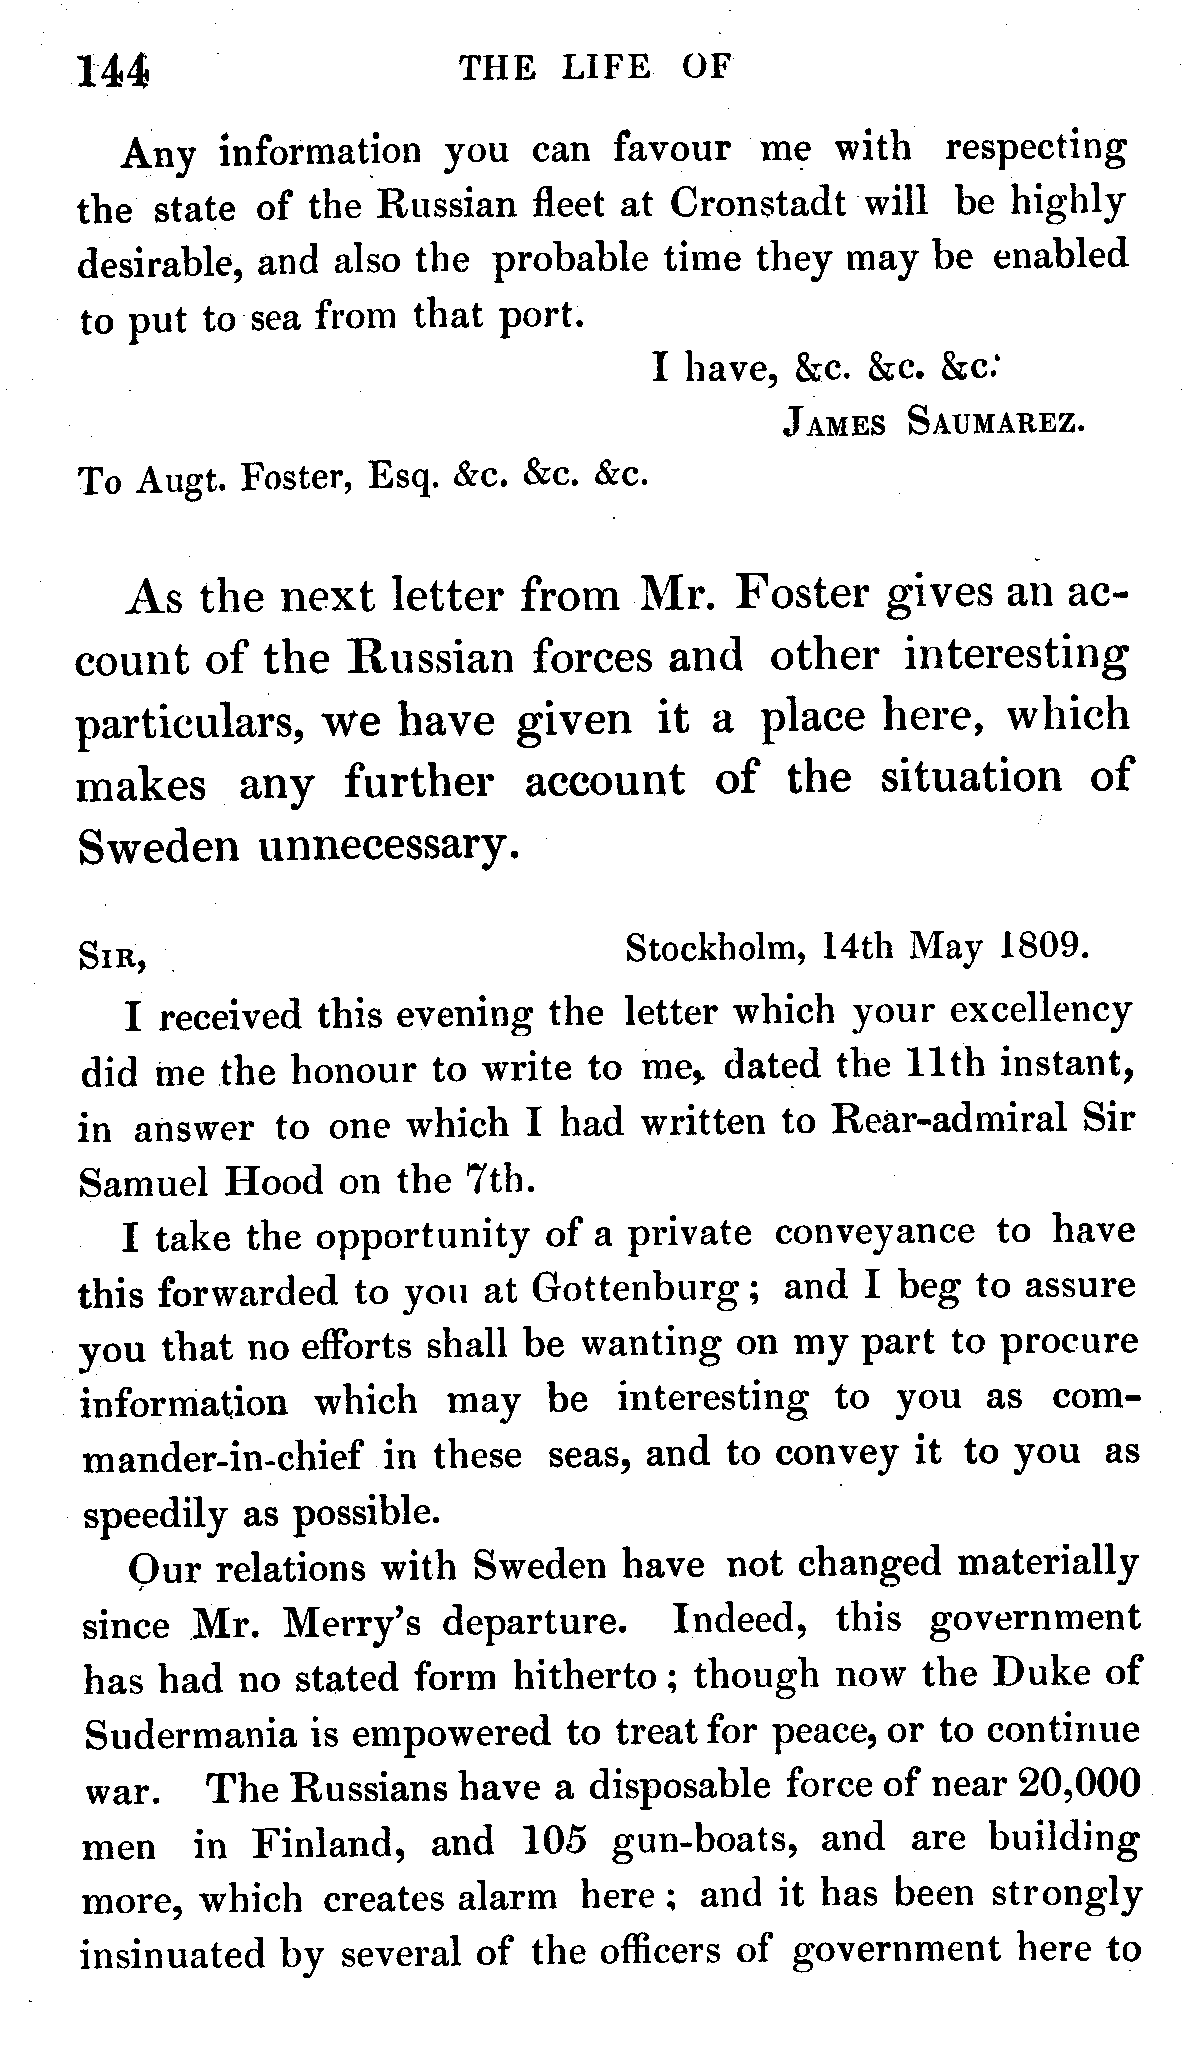 144 THE LIFE OF
Any information you can favour me with respecting
the state of the Russian fleet at Cronstadt will be highly
desirable, and also the probable time they may be enabled
to put to sea from that port.
I have, &c. &c. &c.
JAMES SAUMAREZ.
To Augt. Foster, Esq. &c. &c. &c.
As the next letter from Mr. Foster gives an ac-
count of the Russian forces and other interesting
particulars, we have given it a place here, which
makes any further account of the situation of
Sweden unnecessary.
SIR, Stockholm, 14th May 1809.
I received this evening the letter which your excellency
did me the honour to write to me, dated the 11th instant,
in answer to one which I had written to Rear-admiral Sir
Samuel Hood on the 7th.
I take the opportunity of a private conveyance to have
this forwarded to you at Gottenburg; and I beg to assure
you that no efforts shall be wanting on my part to procure
information which may be interesting to you as com-
mander-in-chief in these seas, and to convey it to you as
speedily as possible.
Our relations with Sweden have not changed materially
since Mr. Merry's departure. Indeed, this government
has had no stated form hitherto; though now the Duke of
Sudermania is empowered to treat for peace, or to continue
war. The Russians have a disposable force of near 20,000
men in Finland, and 105 gun-boats, and are building
more, which creates alarm here; and it has been strongly
insinuated by several of the officers of government here to